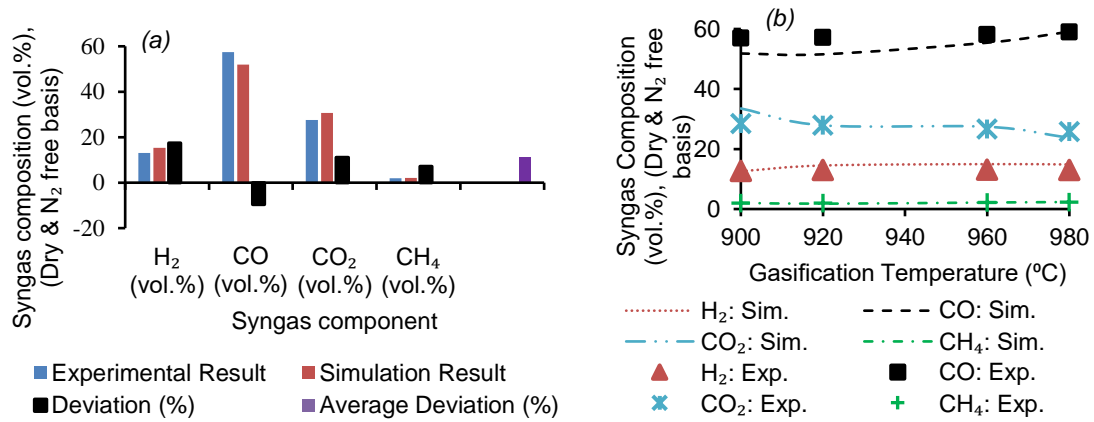 (a)
Syngas composition (vol.%),
(Dry & N₂ free basis)
60
40
20
0
-20
H₂
(vol.%)
CO
(vol.%)
CO₂
(vol.%)
CH₄
(vol.%)
Syngas component
Experimental Result
Simulation Result
Deviation (%)
Average Deviation (%)
(b)
Syngas Composition
(vol.%), (Dry & N₂ free
basis)
60
40
20
0
900
920
940
960
980
Gasification Temperature (ºC)
H₂: Sim.
CO: Sim.
CO₂: Sim.
CH₄: Sim.
H₂: Exp.
CO: Exp.
CO₂: Exp.
CH₄: Exp.